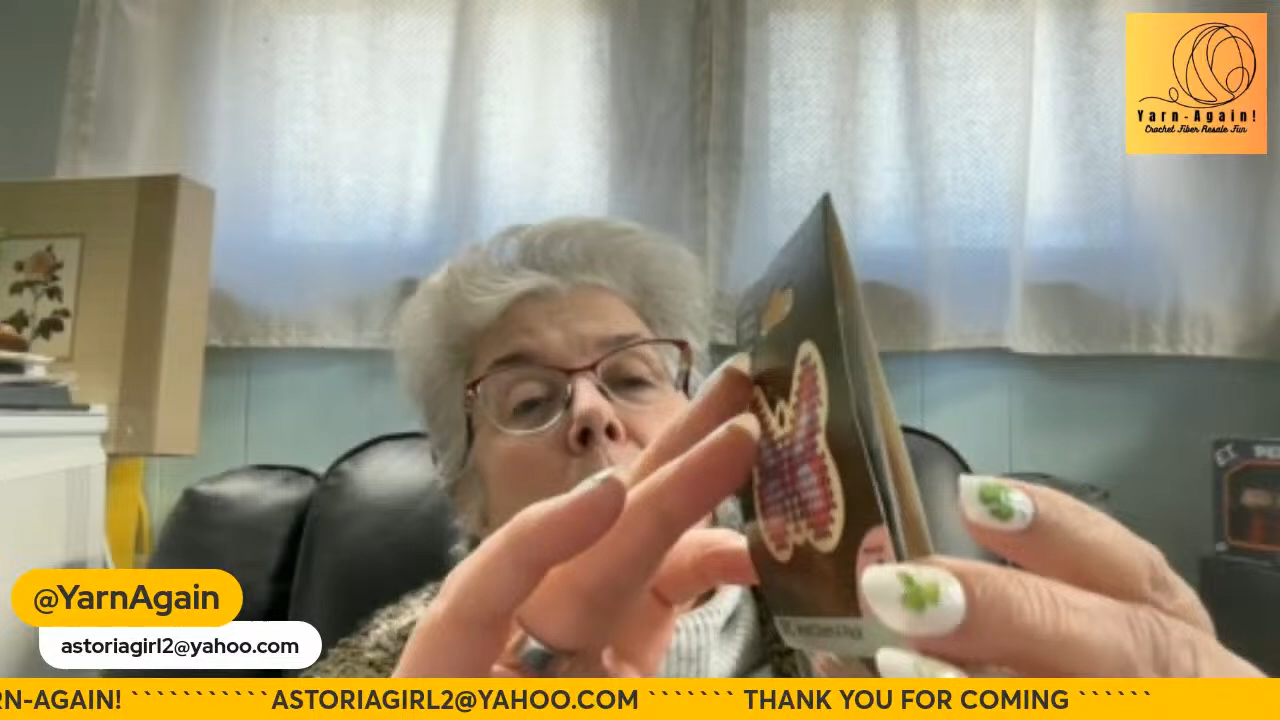 Yarn-Again!
Crochet Fiber Resale Fun
@YarnAgain
astoriagirl2@yahoo.com
RN-AGAIN! ``````````` ASTORIAGIRL2@YAHOO.COM ``````` THANK YOU FOR COMING ``````